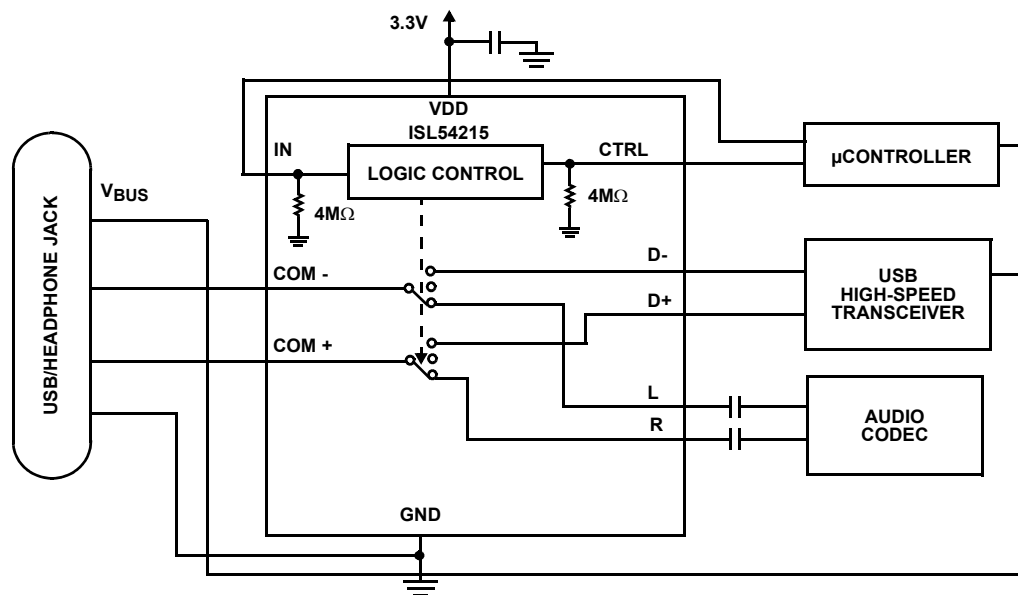 3.3V
VDD
ISL54215
IN
LOGIC CONTROL
CTRL
µCONTROLLER
4MΩ
4MΩ
VBUS
USB/HEADPHONE JACK
COM -
COM +
D-
D+
USB
HIGH-SPEED
TRANSCEIVER
L
R
AUDIO
CODEC
GND